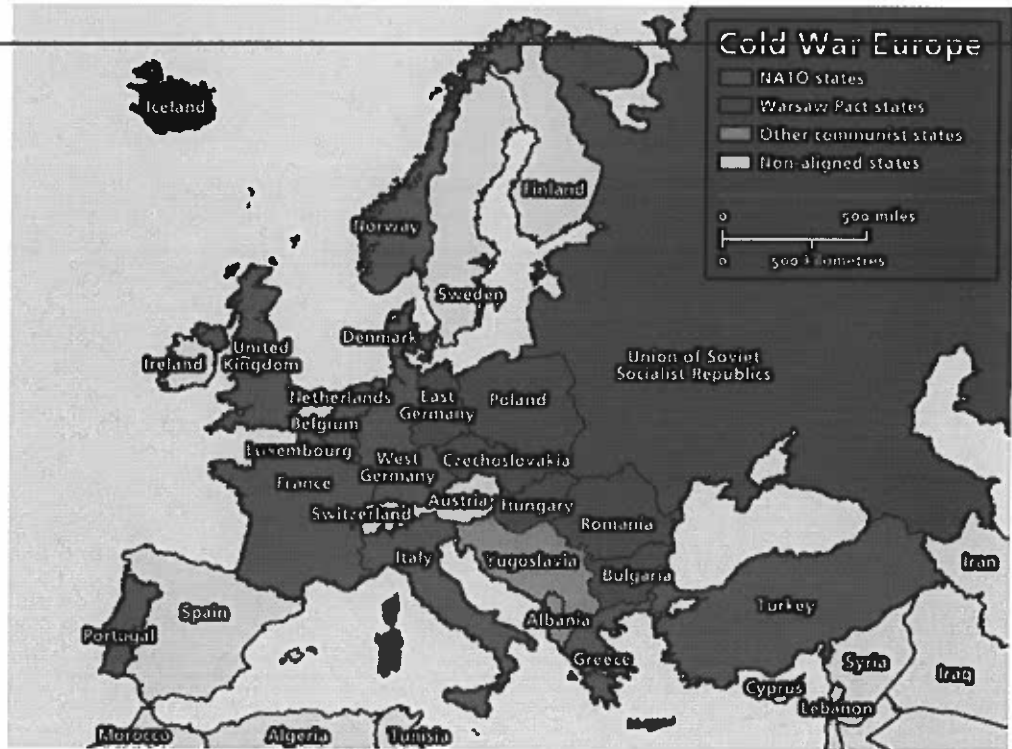 Cold War Europe
NATO states
Warsaw Pact states
Other communist states
Non-aligned states
0 500 miles
0 500 kilometres
Iceland
Finland
Norway
Sweden
Denmark
United
Kingdom
Ireland
Union of Soviet
Socialist Republics
Netherlands
East
Germany
Poland
Belgium
Luxembourg
West
Germany
Czechoslovakia
France
Switzerland
Austria
Hungary
Romania
Italy
Yugoslavia
Bulgaria
Iran
Spain
Portugal
Albania
Turkey
Greece
Syria
Iraq
Cyprus
Lebanon
Morocco
Algeria
Tunisia